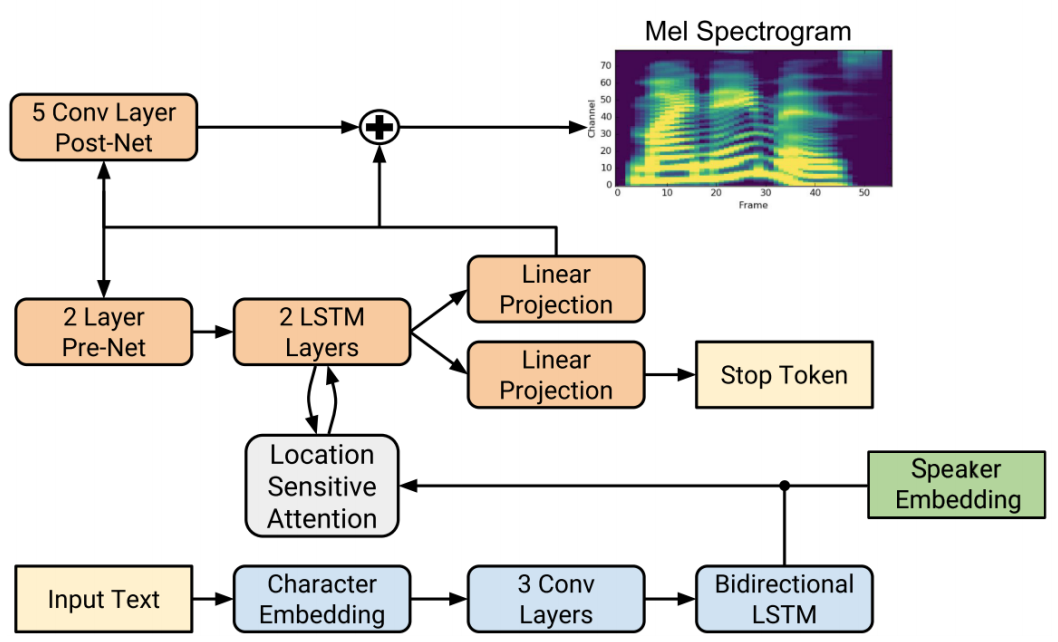 Mel Spectrogram
70
60
50
40
30
20
10
0
Channel
0 10 20 30 40 50
Frame
5 Conv Layer
Post-Net
Linear
Projection
2 Layer
Pre-Net
2 LSTM
Layers
Linear
Projection
Stop Token
Location
Sensitive
Attention
Speaker
Embedding
Input Text
Character
Embedding
3 Conv
Layers
Bidirectional
LSTM